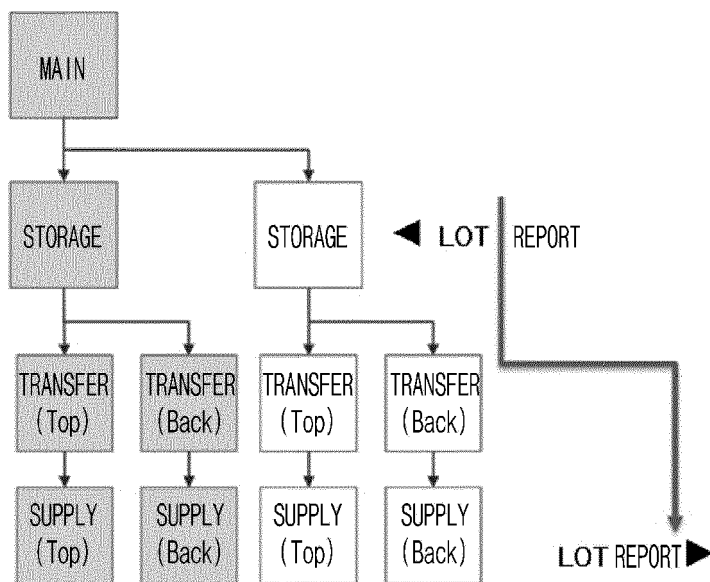 MAIN
STORAGE
STORAGE
◀ LOT REPORT
TRANSFER
(Top)
TRANSFER
(Back)
TRANSFER
(Top)
TRANSFER
(Back)
SUPPLY
(Top)
SUPPLY
(Back)
SUPPLY
(Top)
SUPPLY
(Back)
LOT REPORT▶